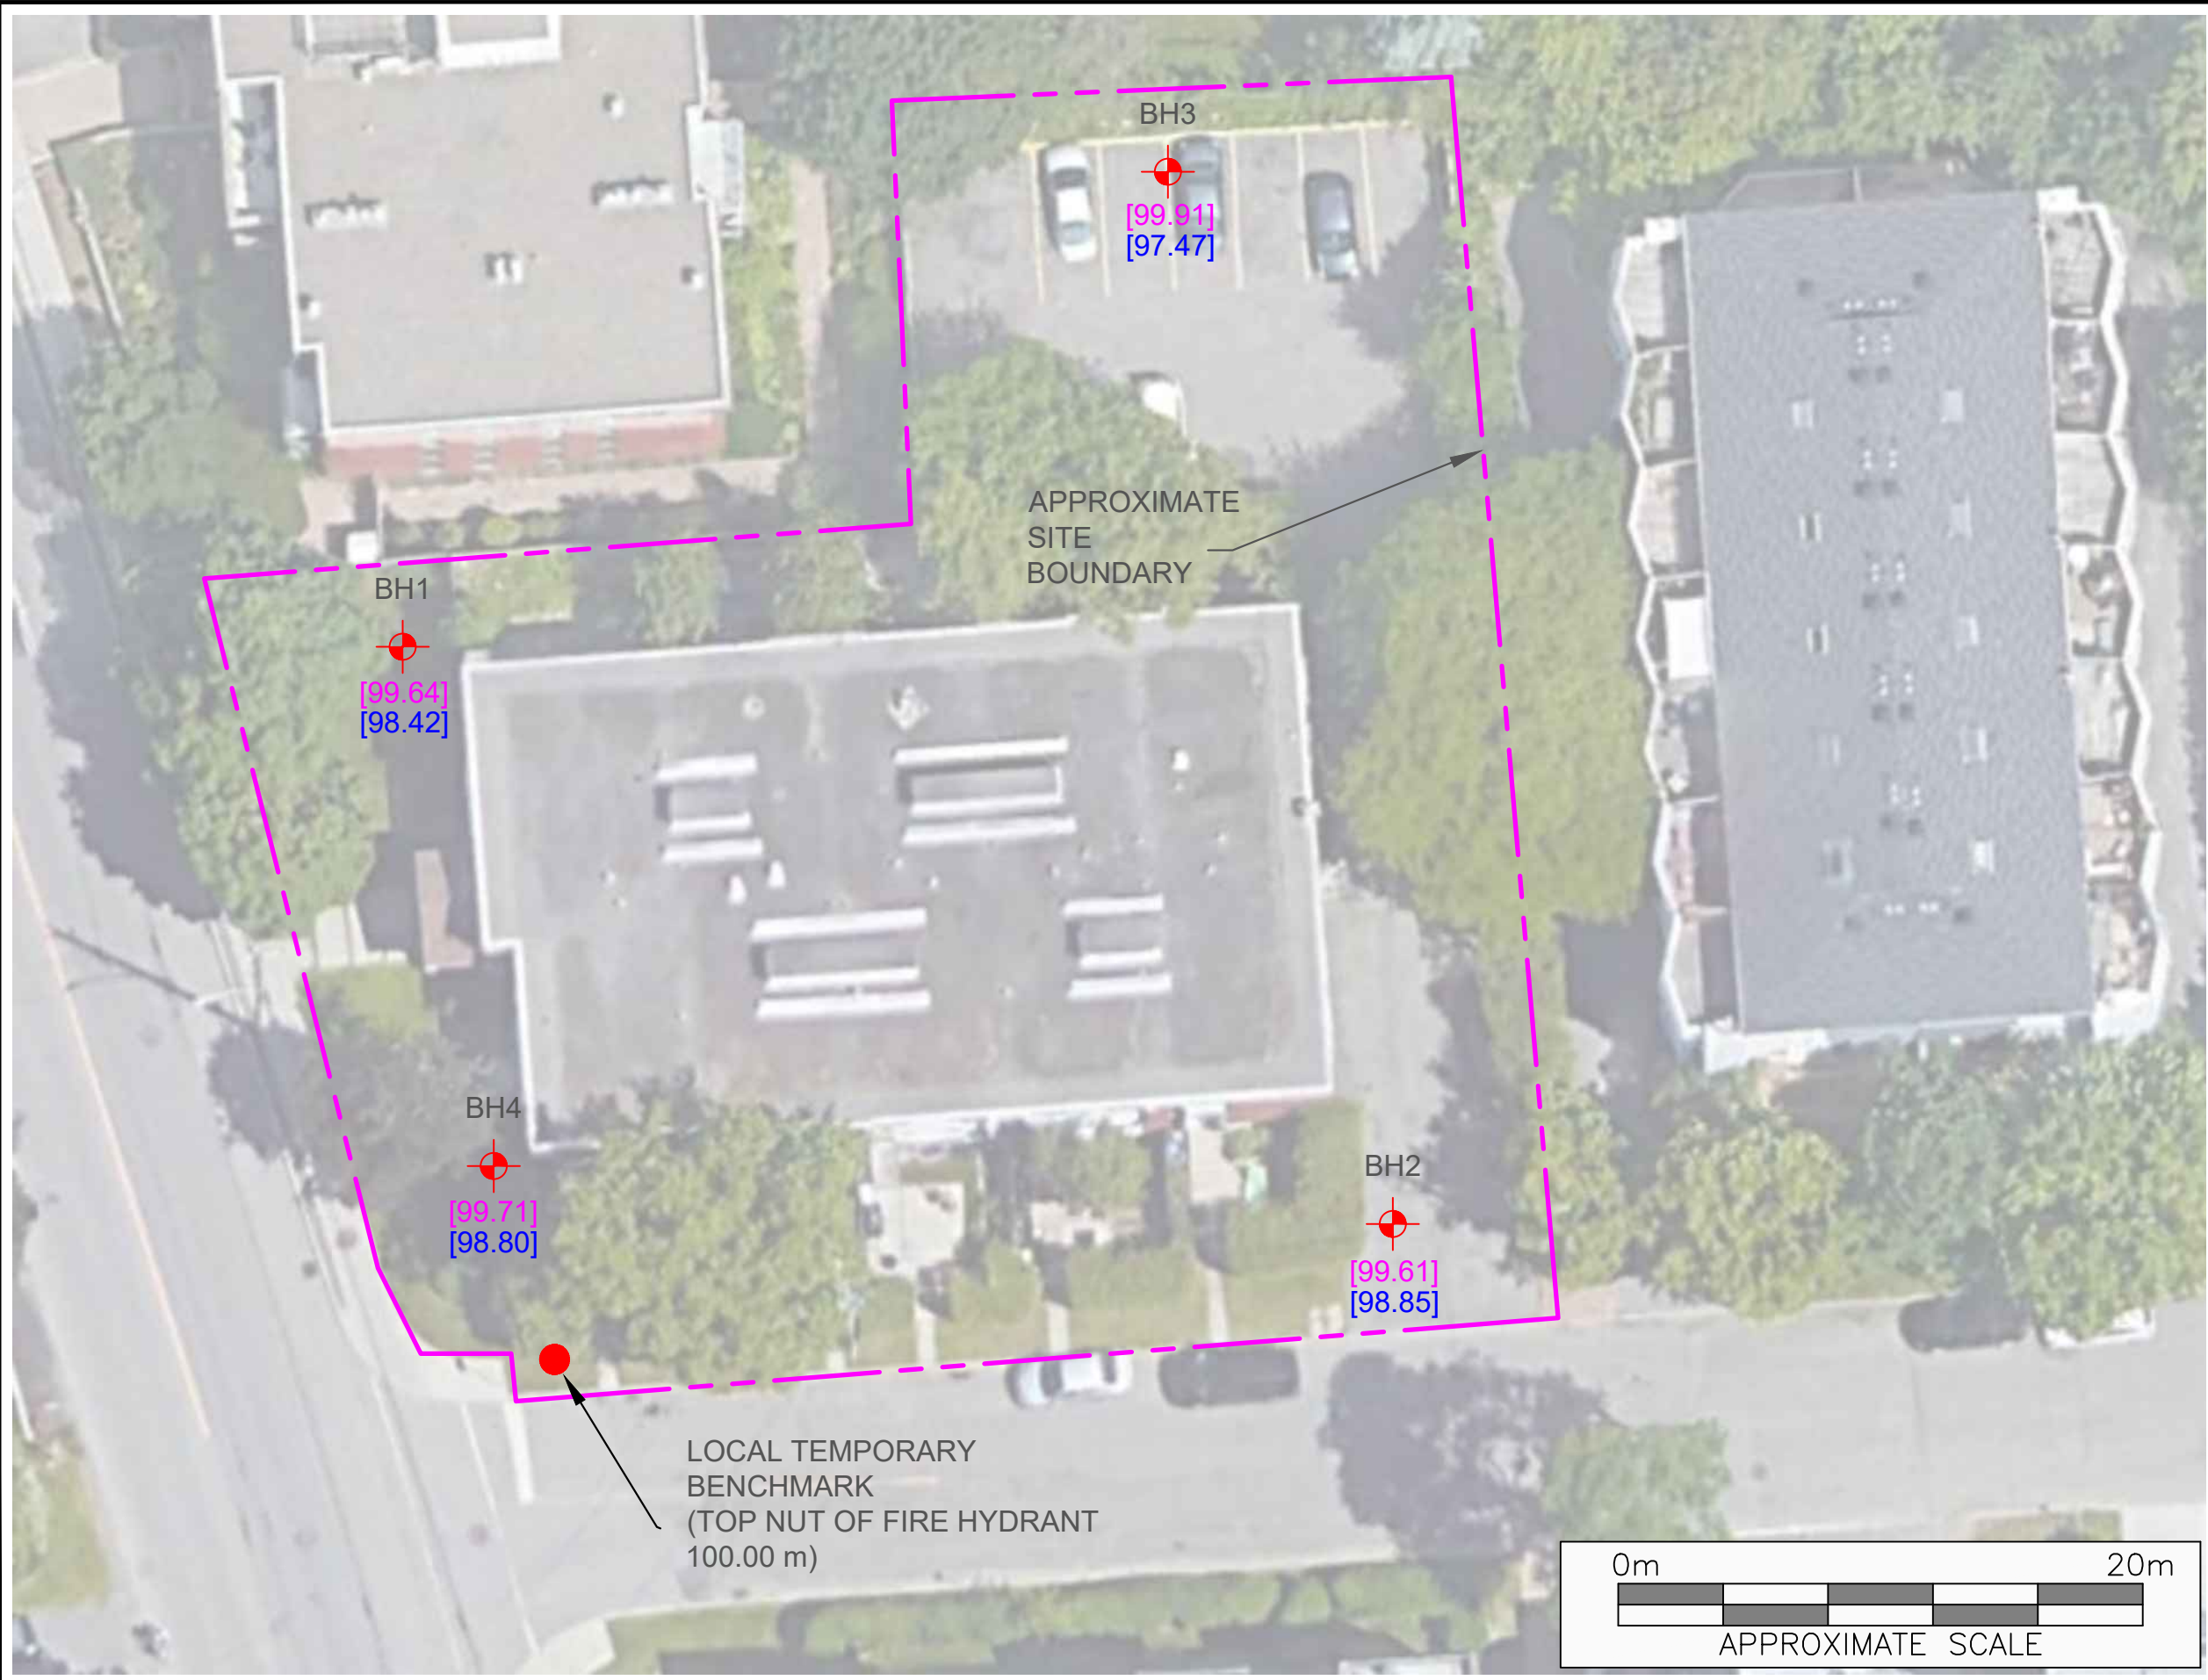 BH3
[99.91]
[97.47]
APPROXIMATE
SITE
BOUNDARY
BH1
[99.64]
[98.42]
BH4
[99.71]
[98.80]
BH2
[99.61]
[98.85]
LOCAL TEMPORARY
BENCHMARK
(TOP NUT OF FIRE HYDRANT
100.00 m)
0m 20m
APPROXIMATE SCALE